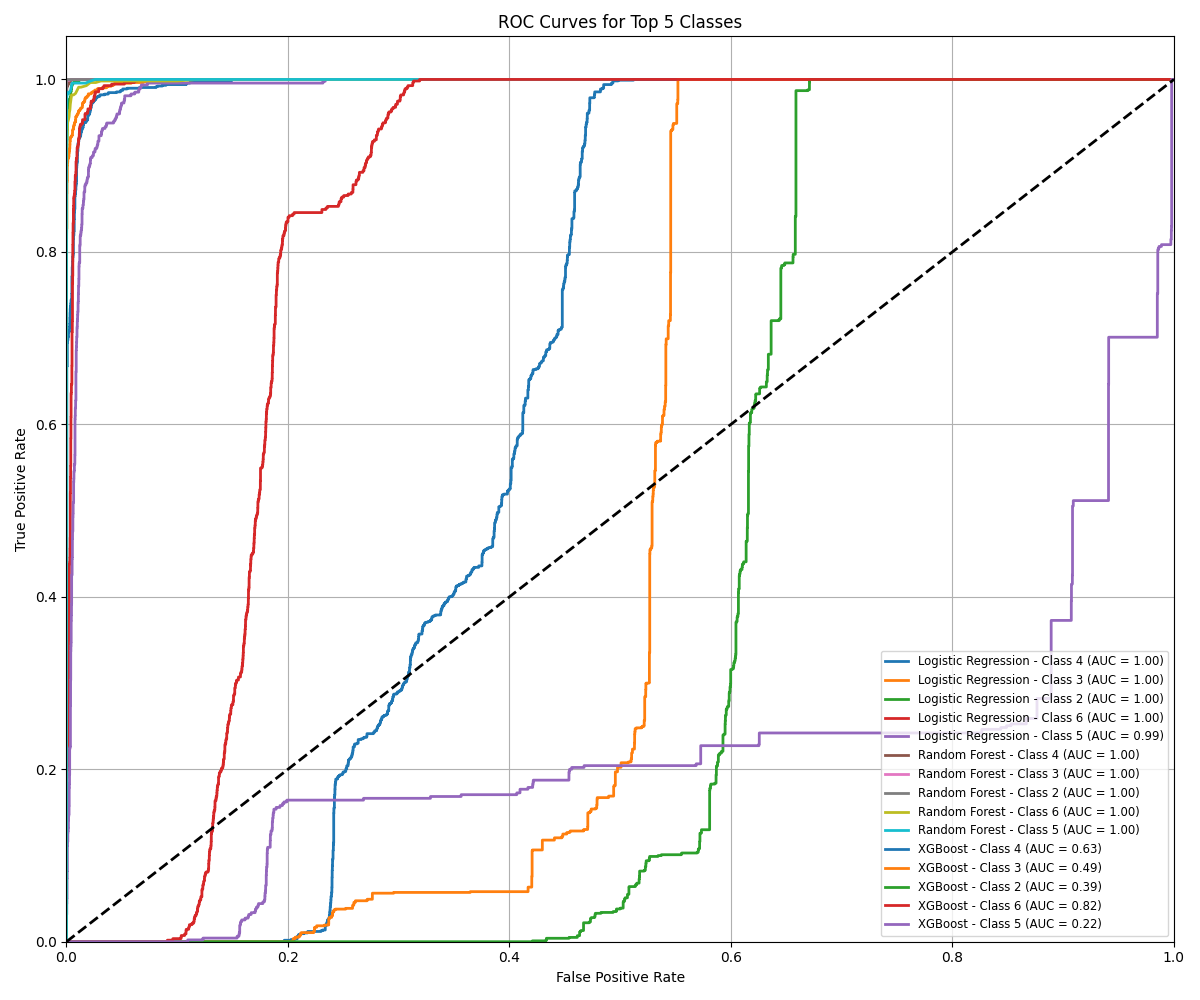 ROC Curves for Top 5 Classes
True Positive Rate
1.0
0.8
0.6
0.4
0.2
0.0
Logistic Regression - Class 4 (AUC = 1.00)
Logistic Regression - Class 3 (AUC = 1.00)
Logistic Regression - Class 2 (AUC = 1.00)
Logistic Regression - Class 6 (AUC = 1.00)
Logistic Regression - Class 5 (AUC = 0.99)
Random Forest - Class 4 (AUC = 1.00)
Random Forest - Class 3 (AUC = 1.00)
Random Forest - Class 2 (AUC = 1.00)
Random Forest - Class 6 (AUC = 1.00)
Random Forest - Class 5 (AUC = 1.00)
XGBoost - Class 4 (AUC = 0.63)
XGBoost - Class 3 (AUC = 0.49)
XGBoost - Class 2 (AUC = 0.39)
XGBoost - Class 6 (AUC = 0.82)
XGBoost - Class 5 (AUC = 0.22)
0.0 0.2 0.4 0.6 0.8 1.0
False Positive Rate